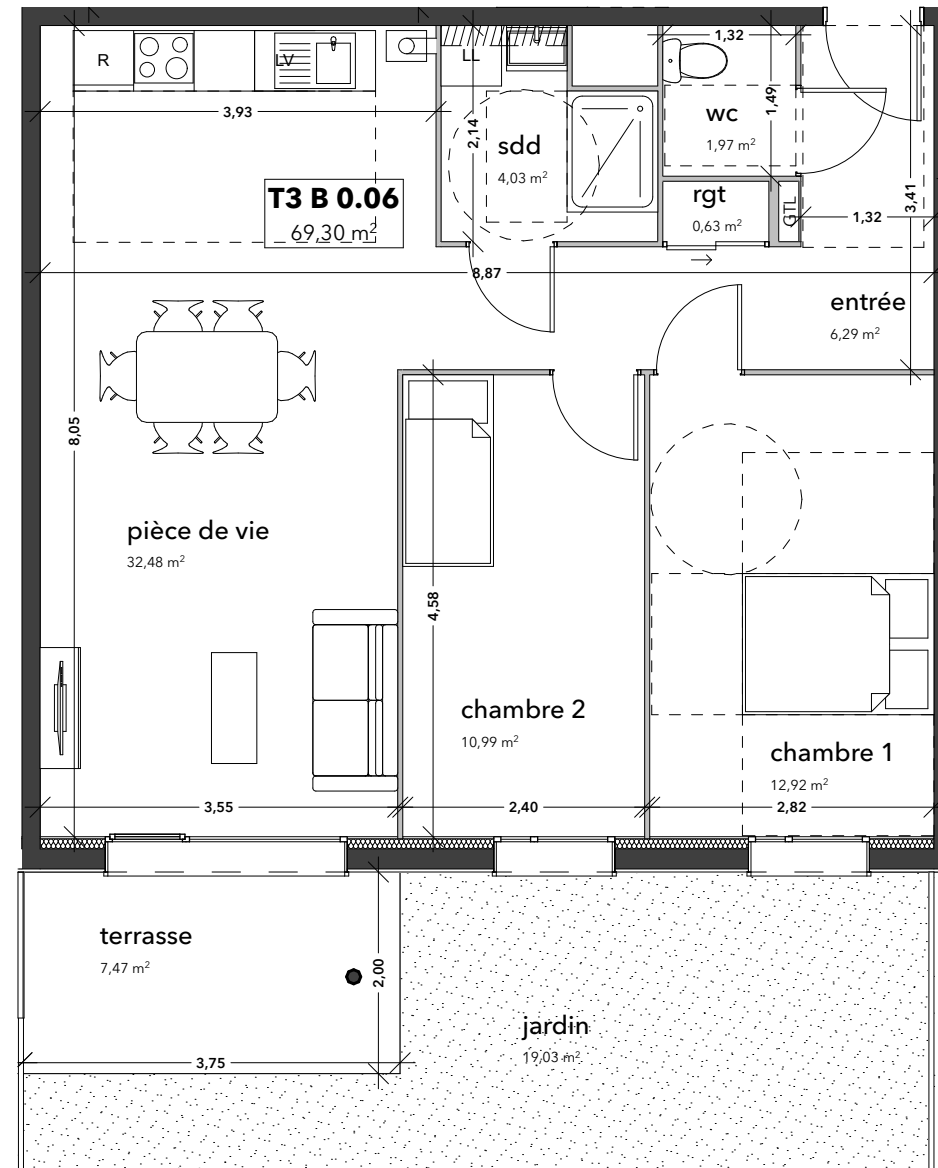 1,32
R
LV
LL
3,93
2,14
sdd
4,03 m²
wc
1,97 m²
1,49
T3 B 0.06
69,30 m²
rgt
0,63 m²
GTL
1,32
3,41
8,87
entrée
6,29 m²
8,05
pièce de vie
32,48 m²
4,58
chambre 2
10,99 m²
chambre 1
12,92 m²
3,55
2,40
2,82
terrasse
7,47 m²
2,00
jardin
19,03 m²
3,75